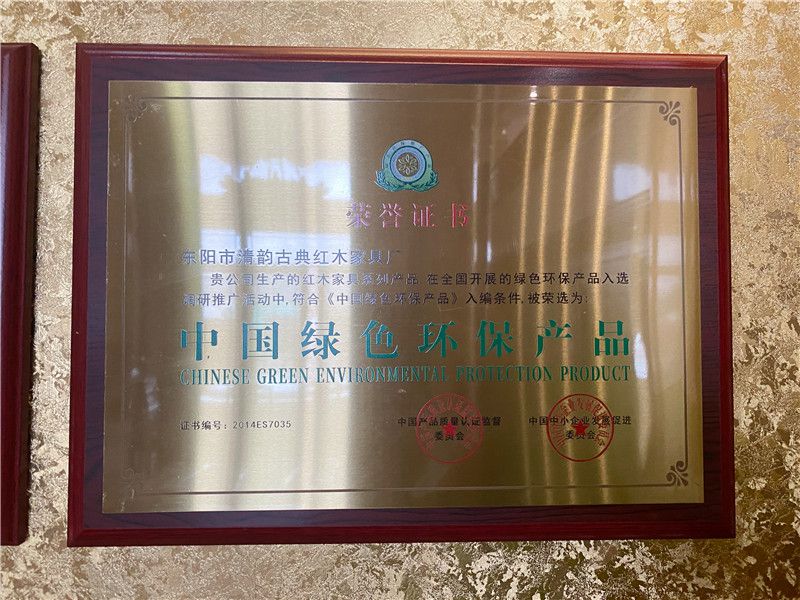 荣誉证书
东阳市清韵古典红木家具厂
贵公司生产的红木家具系列产品,在全国开展的绿色环保产品入选
调研推广活动中,符合《中国绿色环保产品》入编条件,被荣选为:
中国绿色环保产品
CHINESE GREEN ENVIRONMENTAL PROTECTION PRODUCT
证书编号:2014ES7035
中国产品质量认证监督
委员会
中国中小企业发展促进
委员会